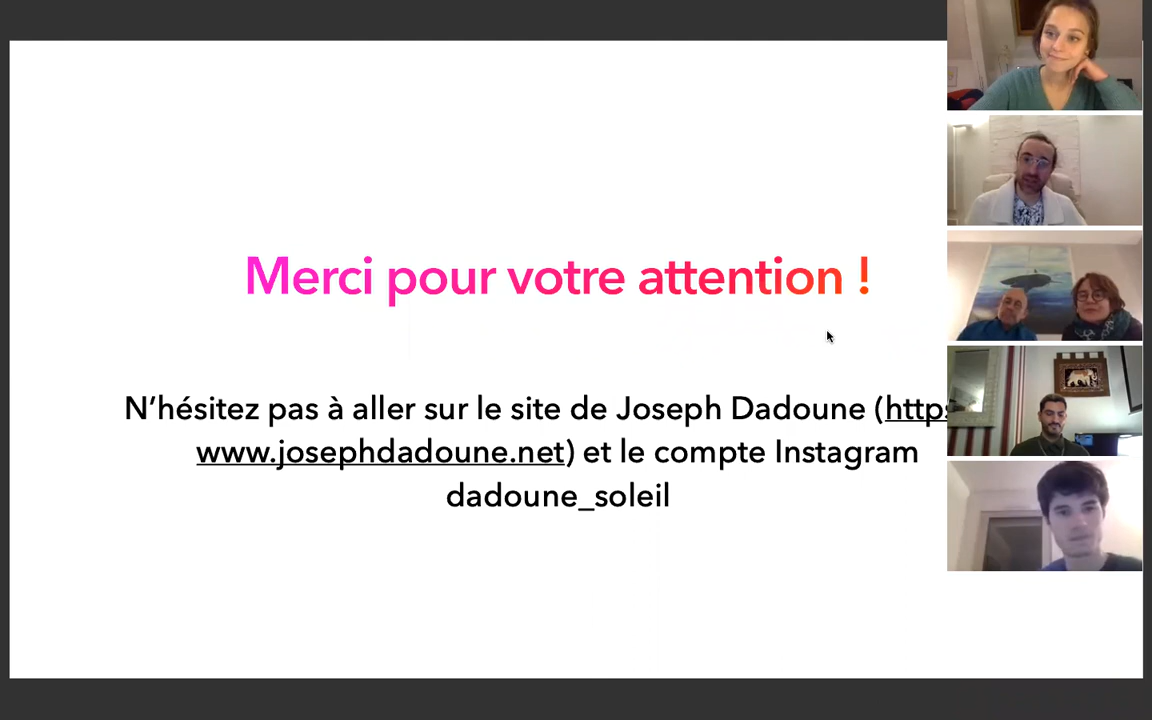 Merci pour votre attention !
N’hésitez pas à aller sur le site de Joseph Dadoune (https
www.josephdadoune.net) et le compte Instagram
dadoune_soleil